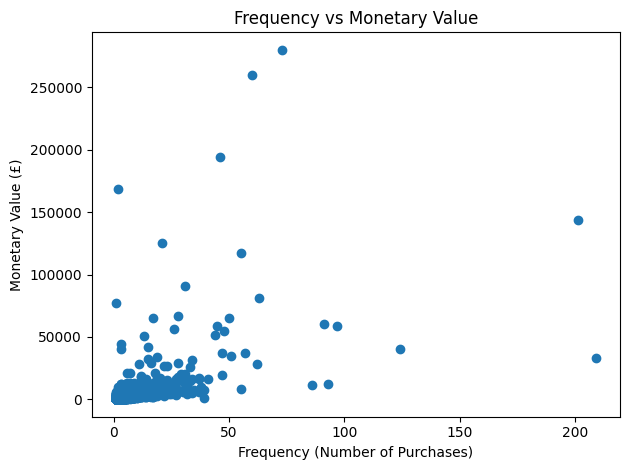 Frequency vs Monetary Value
Monetary Value (£)
250000
200000
150000
100000
50000
0
0 50 100 150 200
Frequency (Number of Purchases)